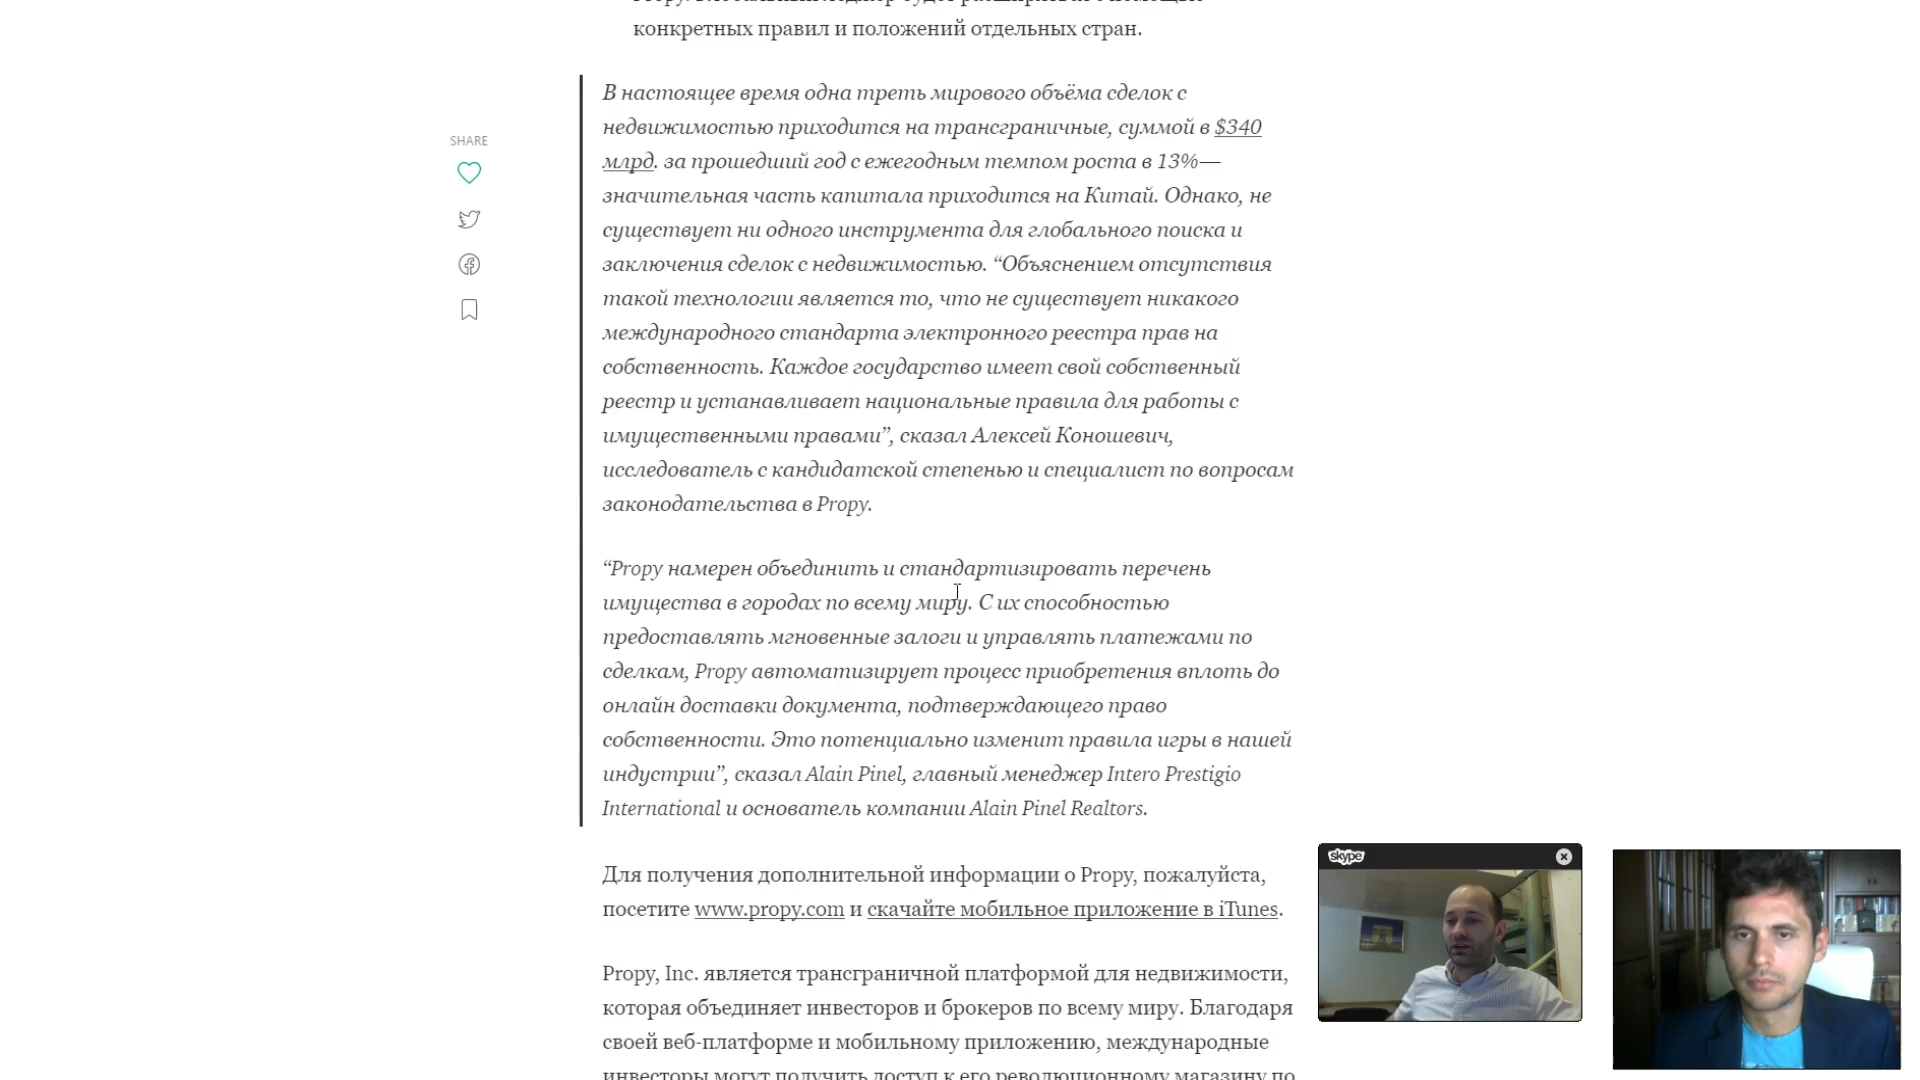 конкретных правил и положений отдельных стран.
SHARE
В настоящее время одна треть мирового объёма сделок с
недвижимостью приходится на трансграничные, суммой в $340
млрд. за прошедший год с ежегодным темпом роста в 13%—
значительная часть капитала приходится на Китай. Однако, не
существует ни одного инструмента для глобального поиска и
заключения сделок с недвижимостью. “Объяснением отсутствия
такой технологии является то, что не существует никакого
международного стандарта электронного реестра прав на
собственность. Каждое государство имеет свой собственный
реестр и устанавливает национальные правила для работы с
имущественными правами”, сказал Алексей Коношевич,
исследователь с кандидатской степенью и специалист по вопросам
законодательства в Propy.
“Propy намерен объединить и стандартизировать перечень
имущества в городах по всему миру. С их способностью
предоставлять мгновенные залоги и управлять платежами по
сделкам, Propy автоматизирует процесс приобретения вплоть до
онлайн доставки документа, подтверждающего право
собственности. Это потенциально изменит правила игры в нашей
индустрии”, сказал Alain Pinel, главный менеджер Intero Prestigio
International и основатель компании Alain Pinel Realtors.
Для получения дополнительной информации о Propy, пожалуйста,
посетите www.propy.com и скачайте мобильное приложение в iTunes.
Propy, Inc. является трансграничной платформой для недвижимости,
которая объединяет инвесторов и брокеров по всему миру. Благодаря
своей веб-платформе и мобильному приложению, международные
инвесторы могут получить доступ к его революционному магазину по
skype